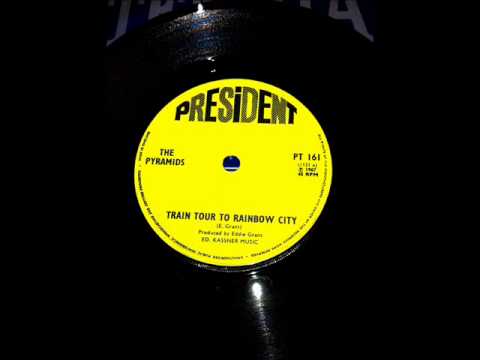 PRESiDENT
THE
PYRAMIDS
PT 161
℗ 1967
45 RPM
TRAIN TOUR TO RAINBOW CITY
(E. Grant)
Produced by Eddie Grant
ED. KASSNER MUSIC